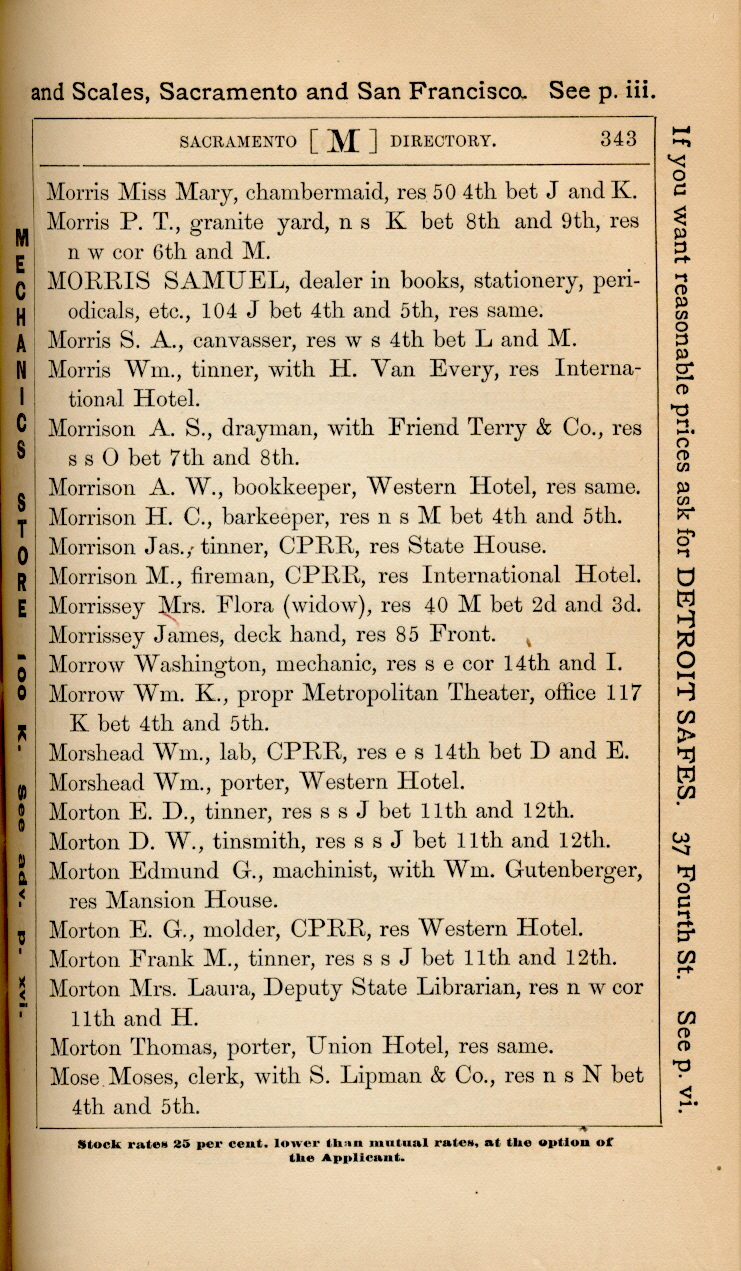 and Scales, Sacramento and San Francisco. See p. iii.
SACRAMENTO [ M ] DIRECTORY. 343
Morris Miss Mary, chambermaid, res 50 4th bet J and K.
Morris P. T., granite yard, n s K bet 8th and 9th, res
n w cor 6th and M.
MORRIS SAMUEL, dealer in books, stationery, peri-
odicals, etc., 104 J bet 4th and 5th, res same.
Morris S. A., canvasser, res w s 4th bet L and M.
Morris Wm., tinner, with H. Van Every, res Interna-
tional Hotel.
Morrison A. S., drayman, with Friend Terry & Co., res
s s O bet 7th and 8th.
Morrison A. W., bookkeeper, Western Hotel, res same.
Morrison H. C., barkeeper, res n s M bet 4th and 5th.
Morrison Jas., tinner, CPRR, res State House.
Morrison M., fireman, CPRR, res International Hotel.
Morrissey Mrs. Flora (widow), res 40 M bet 2d and 3d.
Morrissey James, deck hand, res 85 Front.
Morrow Washington, mechanic, res s e cor 14th and I.
Morrow Wm. K., propr Metropolitan Theater, office 117
K bet 4th and 5th.
Morshead Wm., lab, CPRR, res e s 14th bet D and E.
Morshead Wm., porter, Western Hotel.
Morton E. D., tinner, res s s J bet 11th and 12th.
Morton D. W., tinsmith, res s s J bet 11th and 12th.
Morton Edmund G., machinist, with Wm. Gutenberger,
res Mansion House.
Morton E. G., molder, CPRR, res Western Hotel.
Morton Frank M., tinner, res s s J bet 11th and 12th.
Morton Mrs. Laura, Deputy State Librarian, res n w cor
11th and H.
Morton Thomas, porter, Union Hotel, res same.
Mose Moses, clerk, with S. Lipman & Co., res n s N bet
4th and 5th.
Stock rates 25 per cent. lower than mutual rates, at the option of
the Applicant.
MECHANICS STORE 100 K. See adv. p. xvi.
If you want reasonable prices ask for DETROIT SAFES. 37 Fourth St. See p. vi.